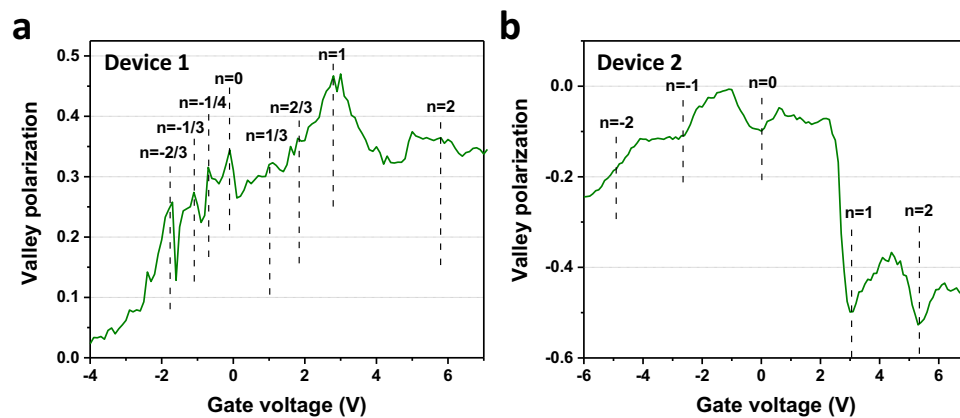 a
Device 1
n=1
n=0
n=-1/4
n=-1/3
n=-2/3
n=2/3
n=1/3
n=2
0.5
0.4
0.3
0.2
0.1
0.0
Valley polarization
-4 -2 0 2 4 6
Gate voltage (V)
b
Device 2
n=-1
n=0
n=-2
n=1
n=2
0.0
-0.2
-0.4
-0.6
Valley polarization
-6 -4 -2 0 2 4 6
Gate voltage (V)